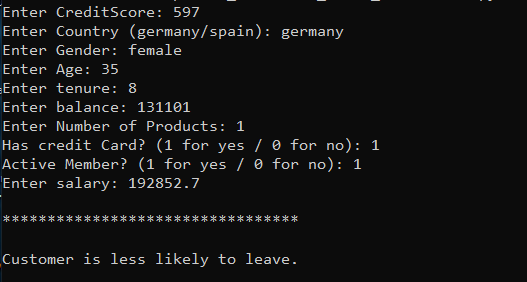 Enter CreditScore: 597
Enter Country (germany/spain): germany
Enter Gender: female
Enter Age: 35
Enter tenure: 8
Enter balance: 131101
Enter Number of Products: 1
Has credit Card? (1 for yes / 0 for no): 1
Active Member? (1 for yes / 0 for no): 1
Enter salary: 192852.7
*********************************
Customer is less likely to leave.